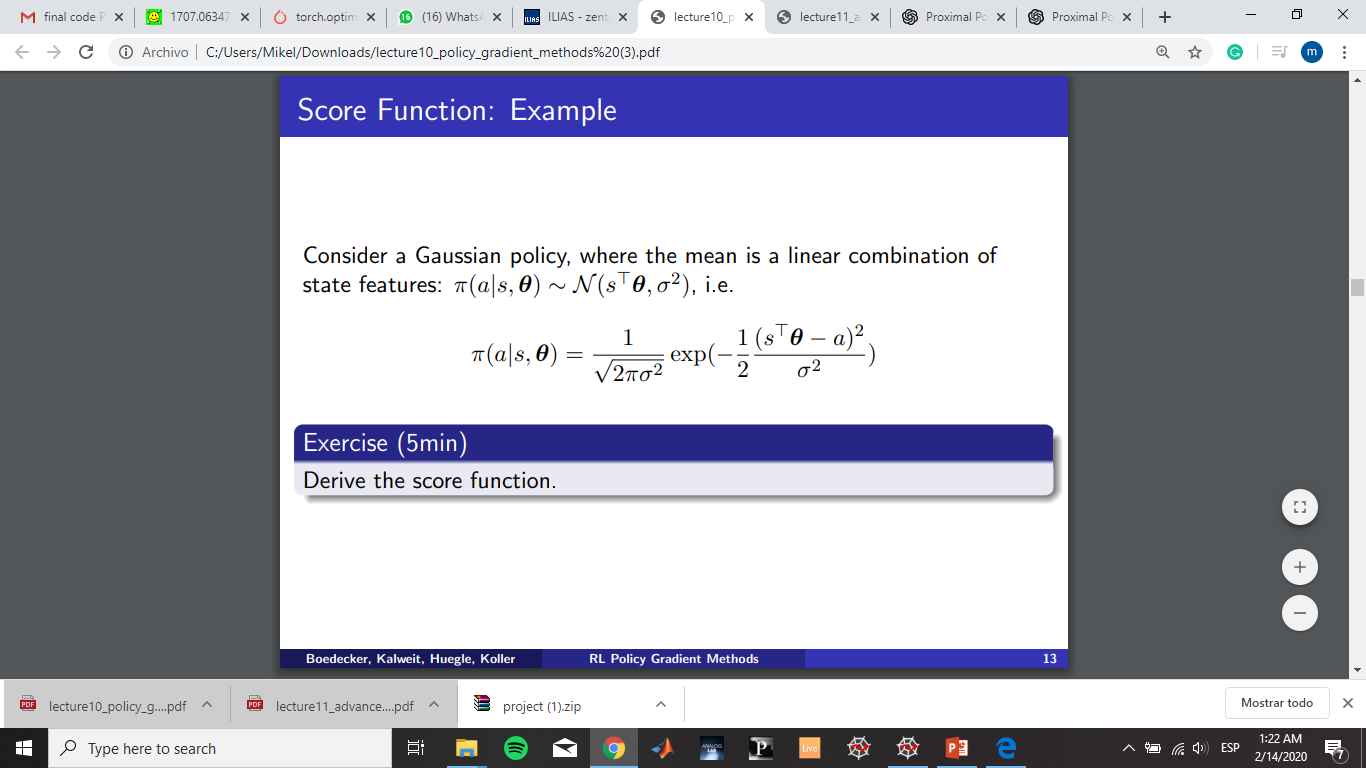 final code P
1707.06347
torch.optim
(16) Whats
ILIAS - zent
lecture10_p
lecture11_a
Proximal Po
Proximal Po
Archivo
C:/Users/Mikel/Downloads/lecture10_policy_gradient_methods%20(3).pdf
m
Score Function: Example
Consider a Gaussian policy, where the mean is a linear combination of
state features: π(a|s, θ) ∼ N(s⊤θ, σ²), i.e.
π(a|s, θ) = 1/√(2πσ²) exp(−1/2 (s⊤θ − a)²/σ²)
Exercise (5min)
Derive the score function.
Boedecker, Kalweit, Huegle, Koller
RL Policy Gradient Methods
13
lecture10_policy_g....pdf
lecture11_advance....pdf
project (1).zip
Mostrar todo
Type here to search
ESP
1:22 AM
2/14/2020
7